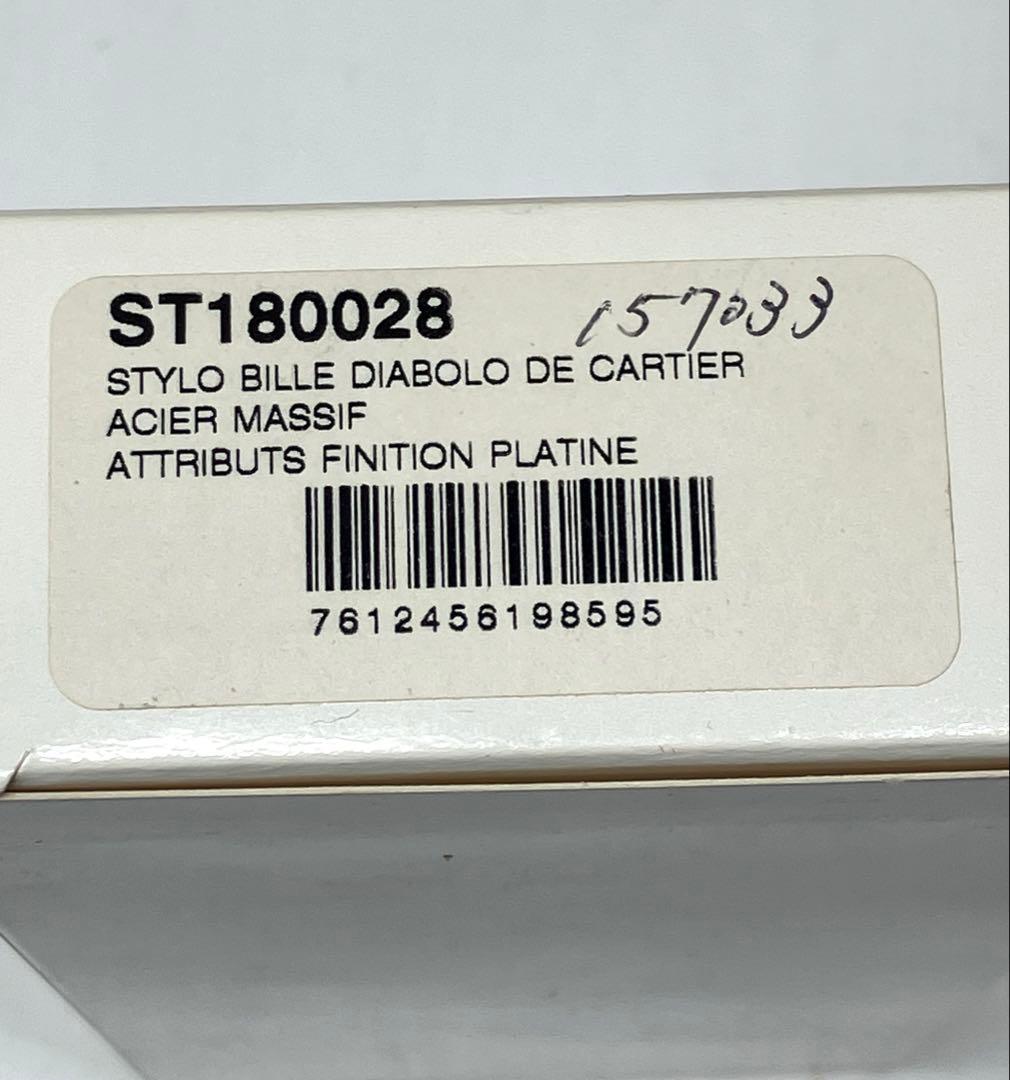 ST180028 157033
STYLO BILLE DIABOLO DE CARTIER
ACIER MASSIF
ATTRIBUTS FINITION PLATINE
7612456198595